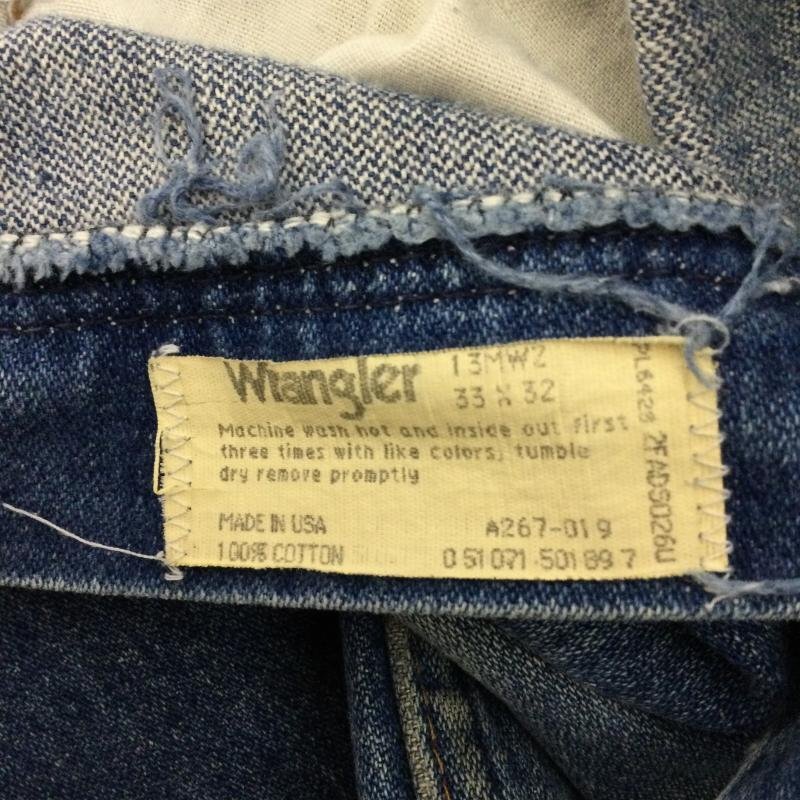 Wrangler 13MWZ
33 X 32
Machine wash hot and inside out first
three times with like colors, tumble
dry remove promptly
MADE IN USA A267-019
100% COTTON 0 51071 50189 7
PL6428